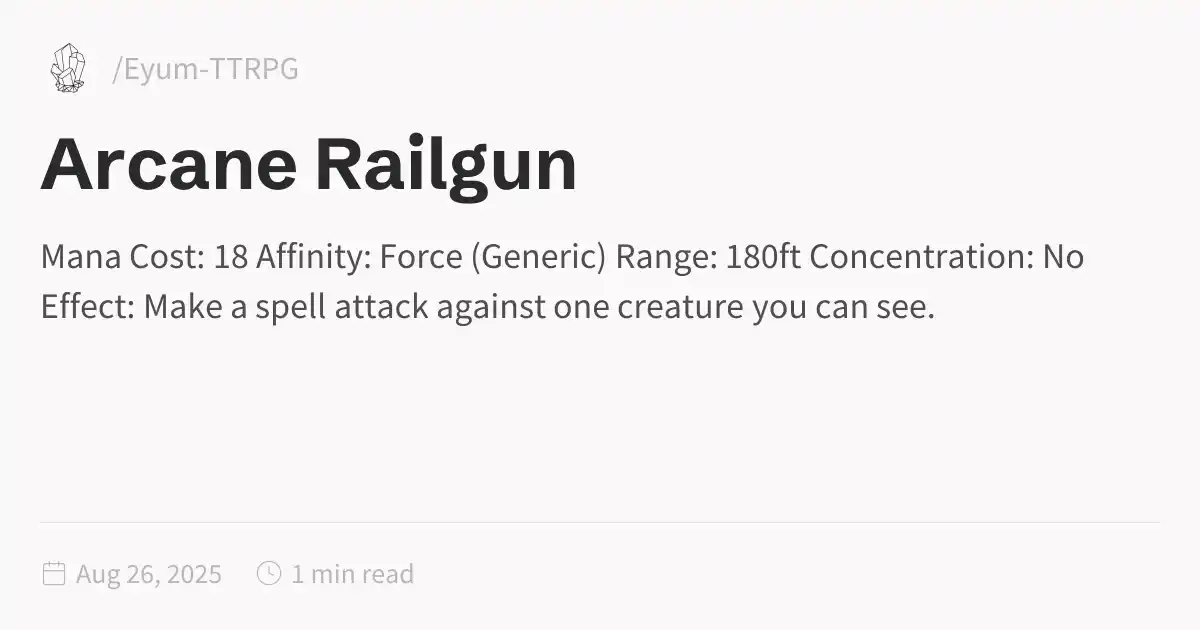 /Eyum-TTRPG
Arcane Railgun
Mana Cost: 18 Affinity: Force (Generic) Range: 180ft Concentration: No
Effect: Make a spell attack against one creature you can see.
Aug 26, 2025 1 min read